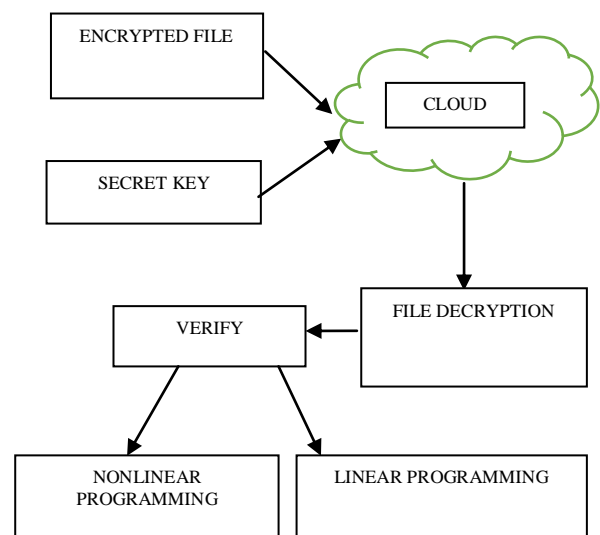 ENCRYPTED FILE
CLOUD
SECRET KEY
FILE DECRYPTION
VERIFY
NONLINEAR
PROGRAMMING
LINEAR PROGRAMMING